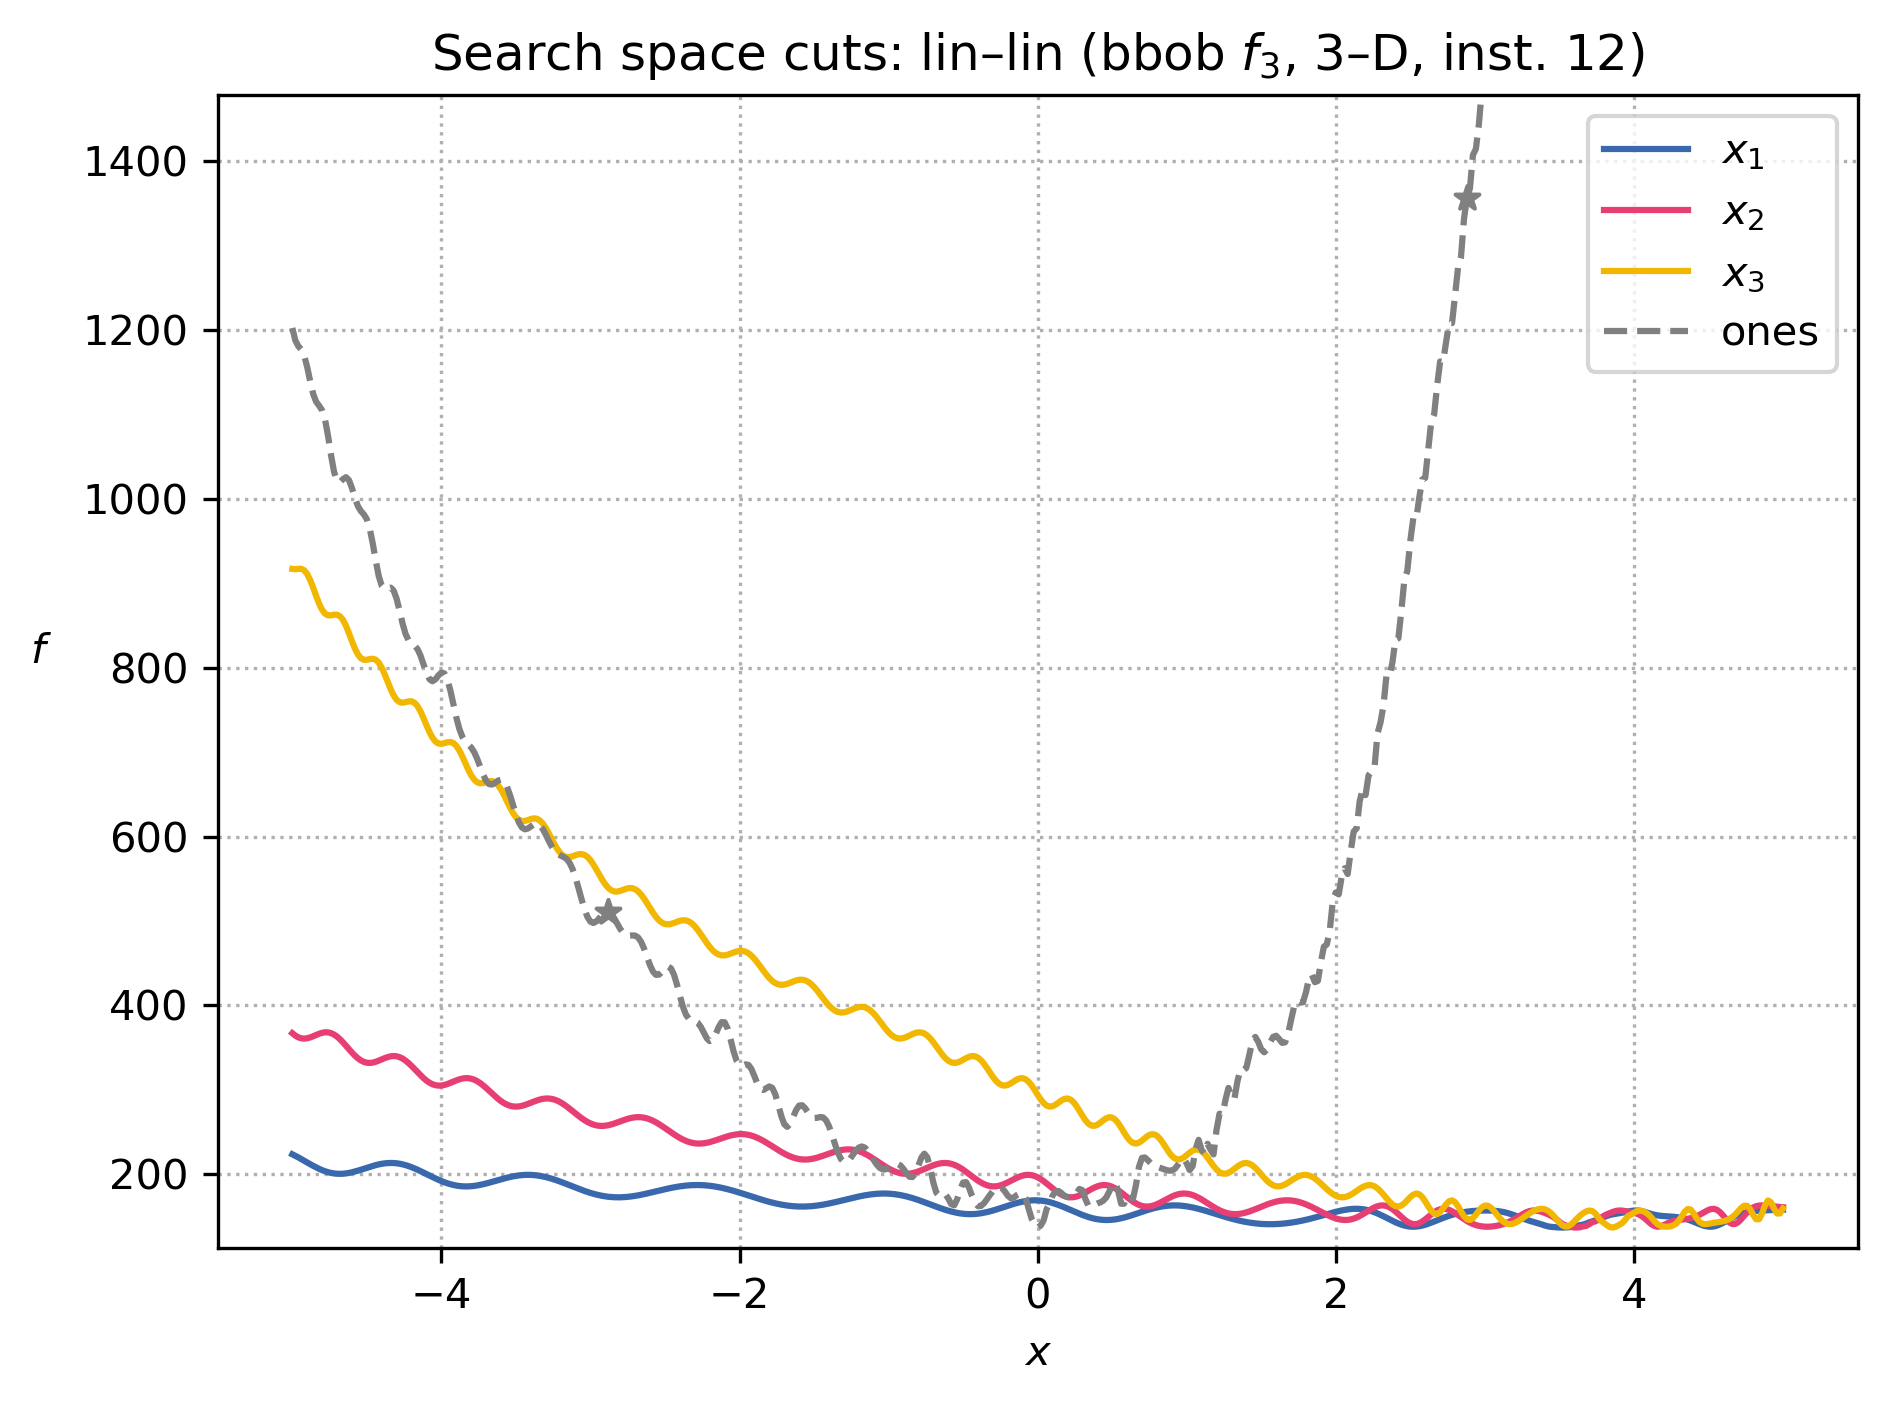 Search space cuts: lin–lin (bbob f₃, 3–D, inst. 12)
x₁
x₂
x₃
ones
1400
1200
1000
800
600
400
200
f
−4 −2 0 2 4
x